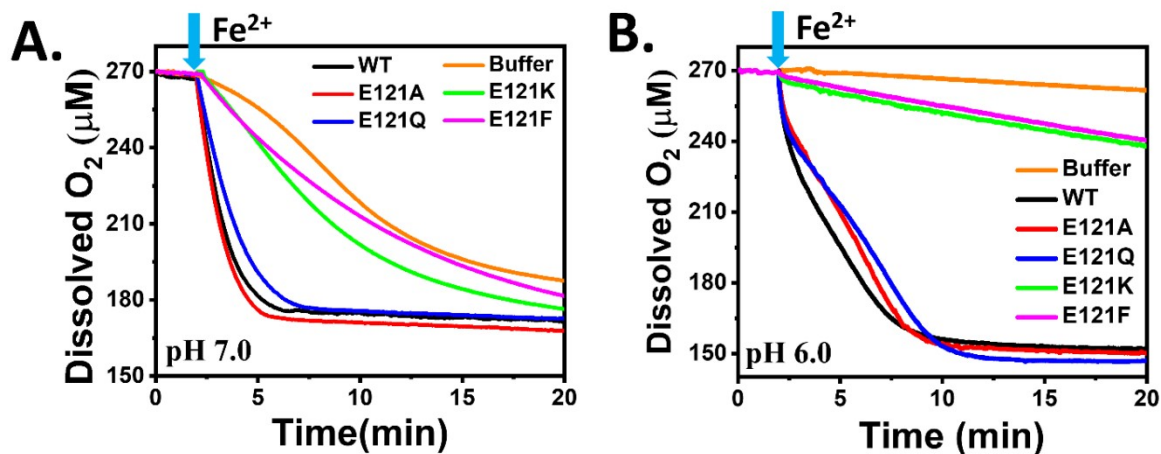 A.
Fe²⁺
WT
Buffer
E121A
E121K
E121Q
E121F
270
240
210
180
150
Dissolved O₂ (μM)
pH 7.0
0
5
10
15
20
Time(min)
B.
Fe²⁺
270
240
210
180
150
Dissolved O₂ (μM)
Buffer
WT
E121A
E121Q
E121K
E121F
pH 6.0
0
5
10
15
20
Time (min)